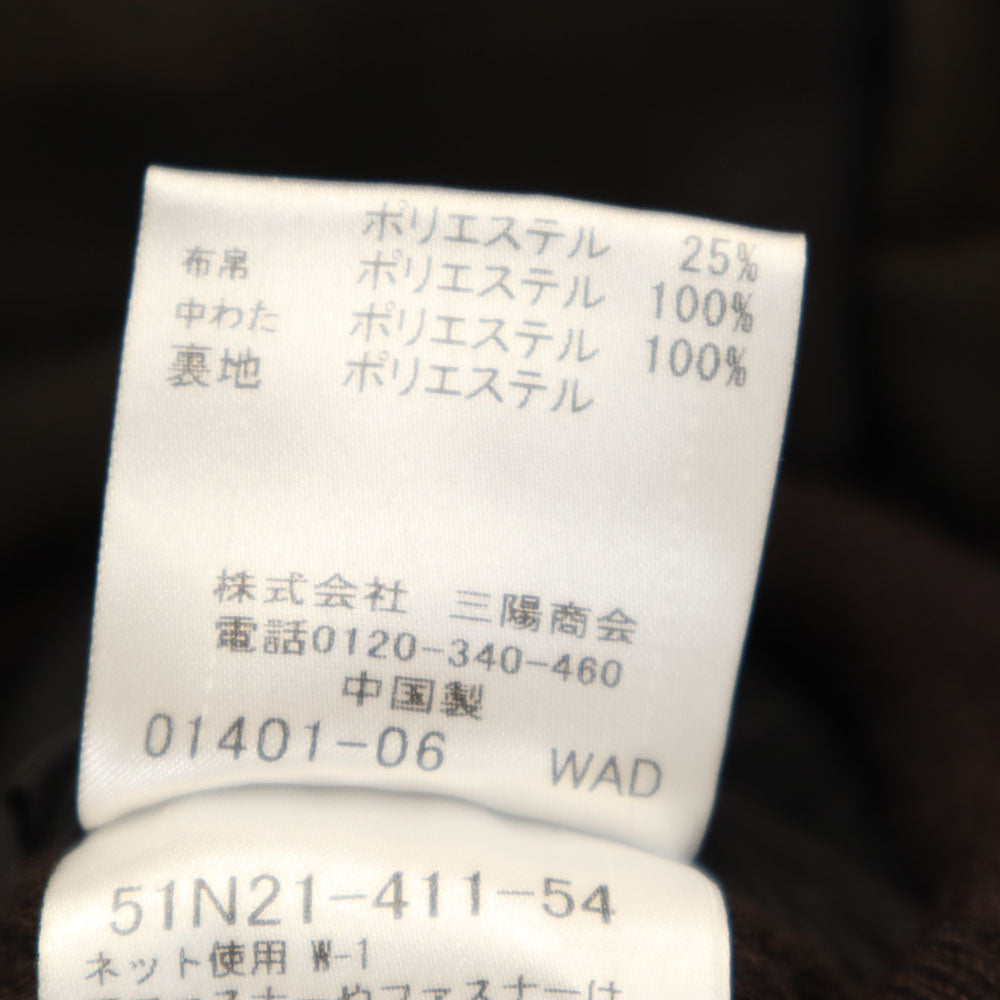 ポリエステル 25%
布帛 ポリエステル 100%
中わた ポリエステル 100%
裏地 ポリエステル
株式会社 三陽商会
電話0120-340-460
中国製
01401-06 WAD
51N21-411-54
ネット使用 W-1